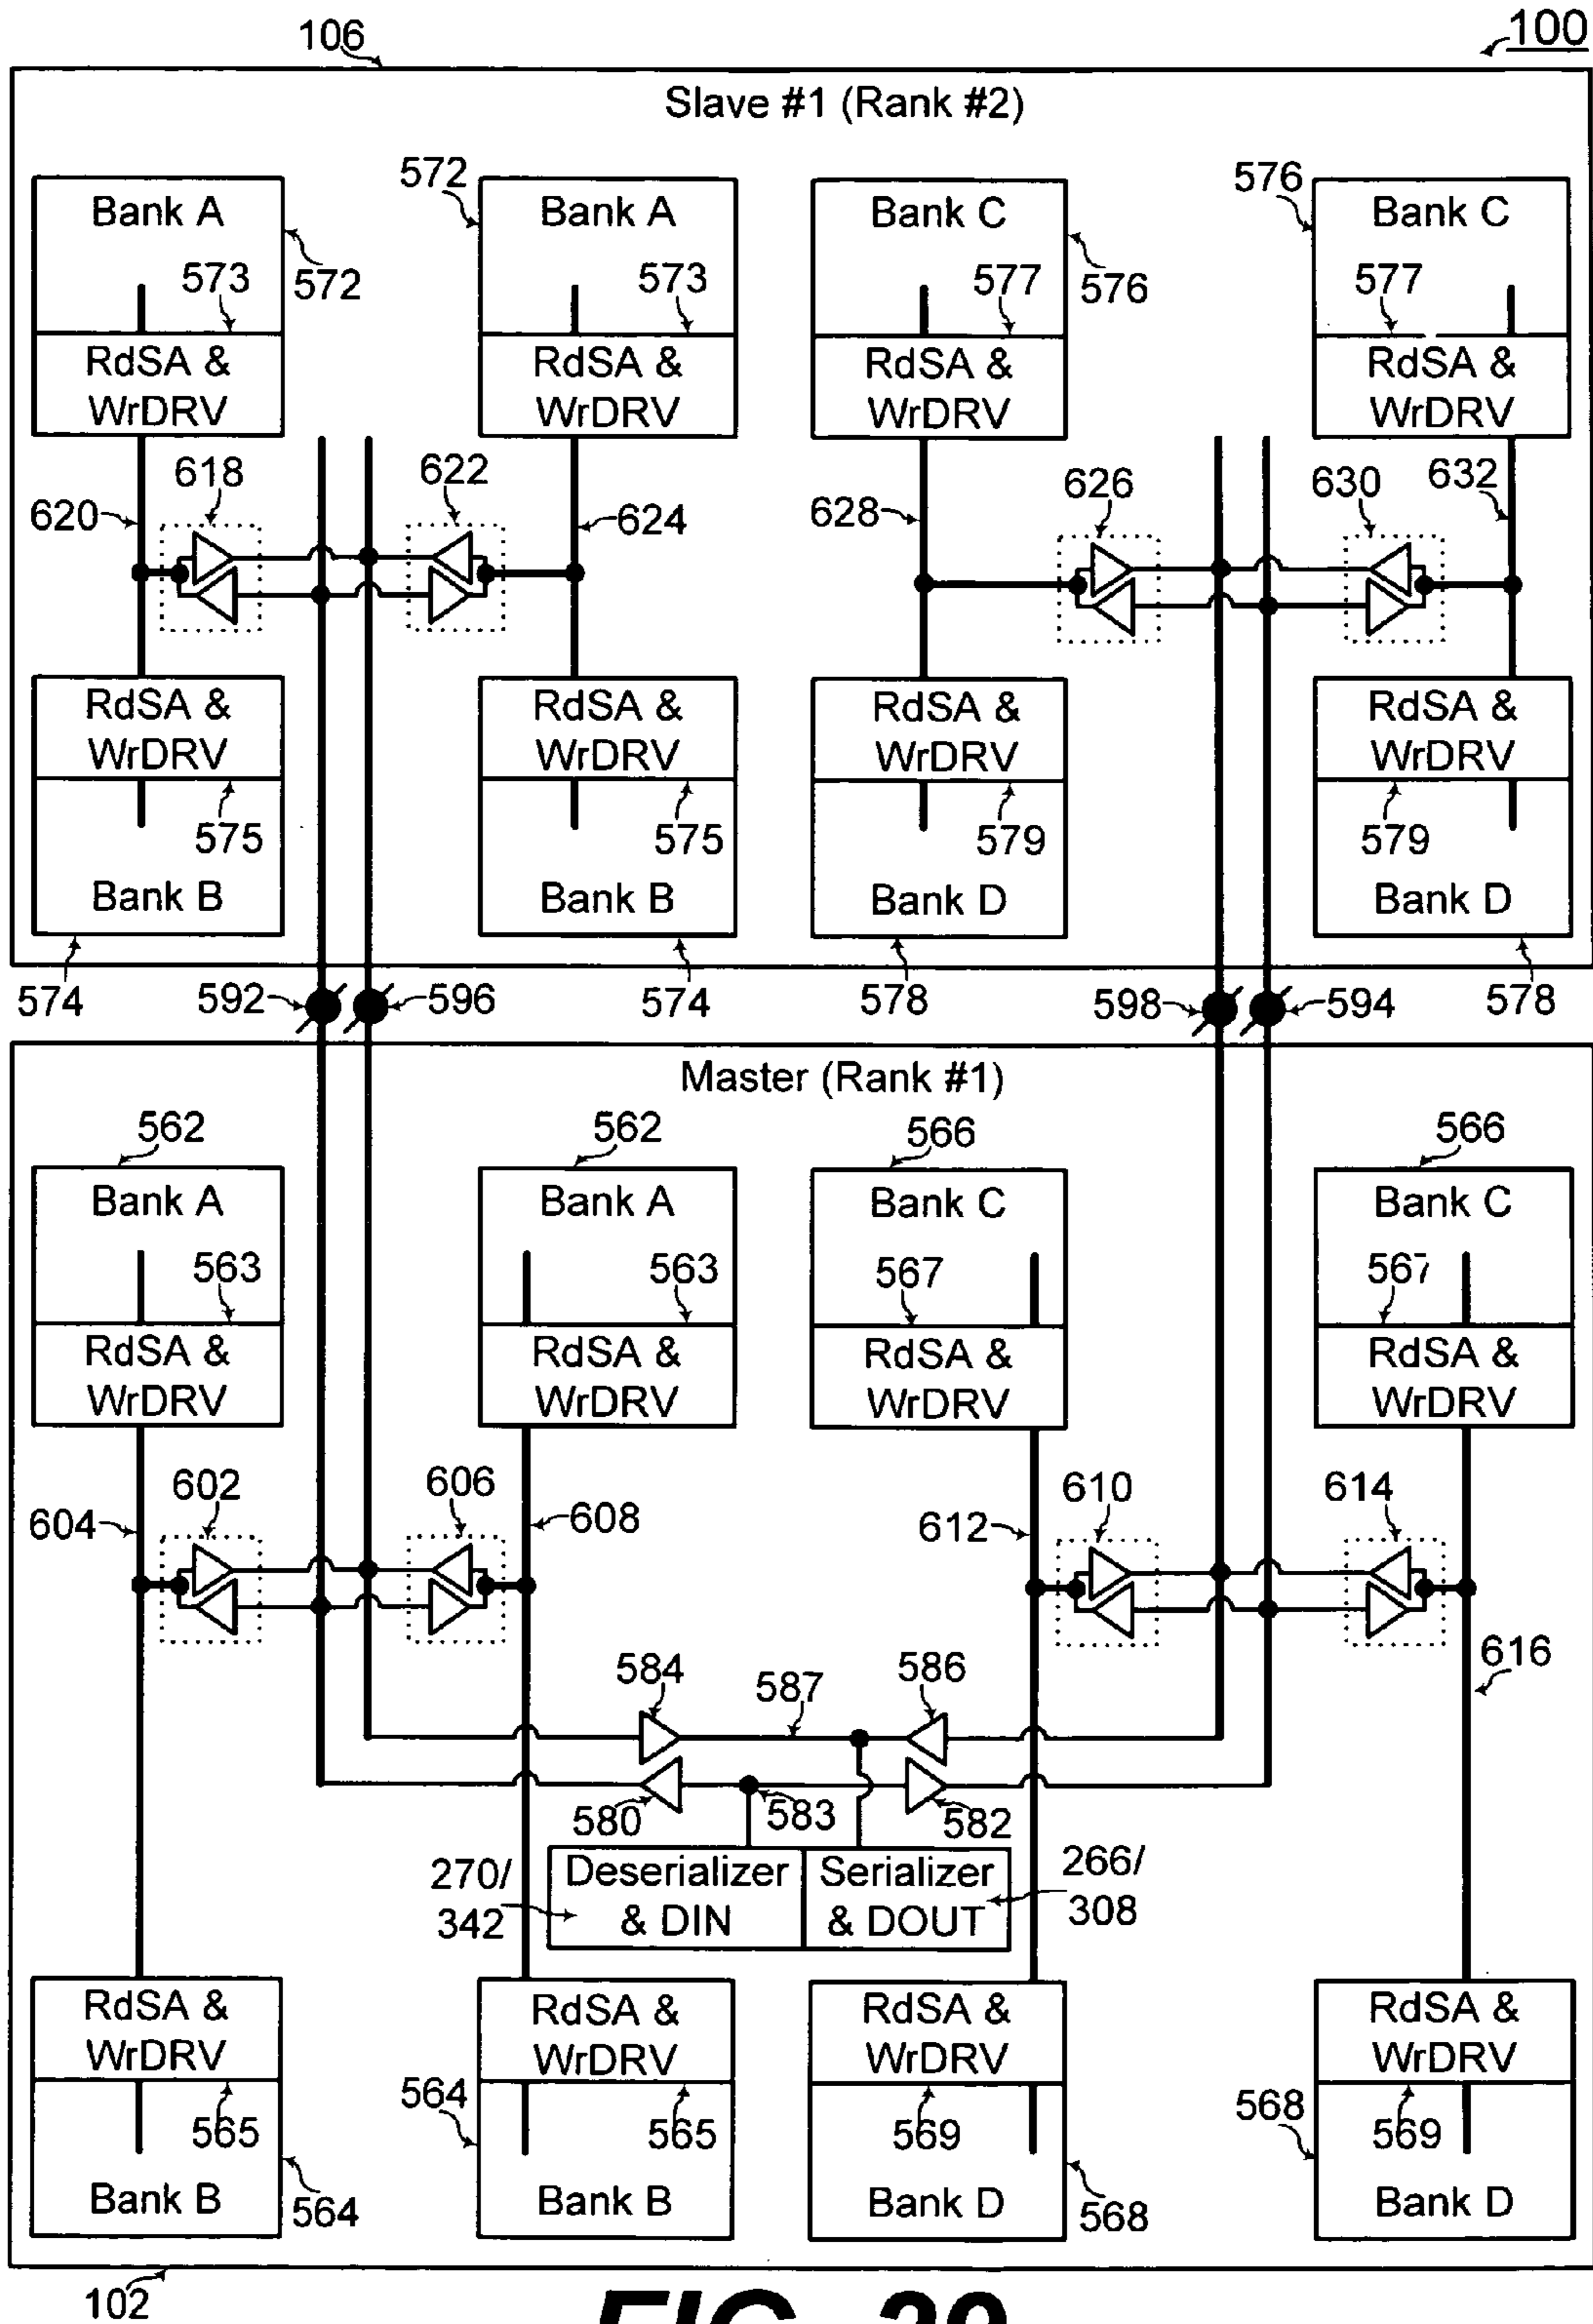 106
100
Slave #1 (Rank #2)
572
576
Bank A
Bank A
Bank C
Bank C
573
572
573
577
576
577
RdSA &
WrDRV
RdSA &
WrDRV
RdSA &
WrDRV
RdSA &
WrDRV
618
622
626
630
632
620
624
628
RdSA &
WrDRV
RdSA &
WrDRV
RdSA &
WrDRV
RdSA &
WrDRV
575
575
579
579
Bank B
Bank B
Bank D
Bank D
574
592
596
574
578
598
594
578
Master (Rank #1)
562
562
566
566
Bank A
Bank A
Bank C
Bank C
563
563
567
567
RdSA &
WrDRV
RdSA &
WrDRV
RdSA &
WrDRV
RdSA &
WrDRV
602
606
610
614
604
608
612
616
584
587
586
580
583
582
270/
342
Deserializer
& DIN
Serializer
& DOUT
266/
308
RdSA &
WrDRV
RdSA &
WrDRV
RdSA &
WrDRV
RdSA &
WrDRV
564
568
565
565
569
569
Bank B
564
Bank B
Bank D
568
Bank D
102
FIG